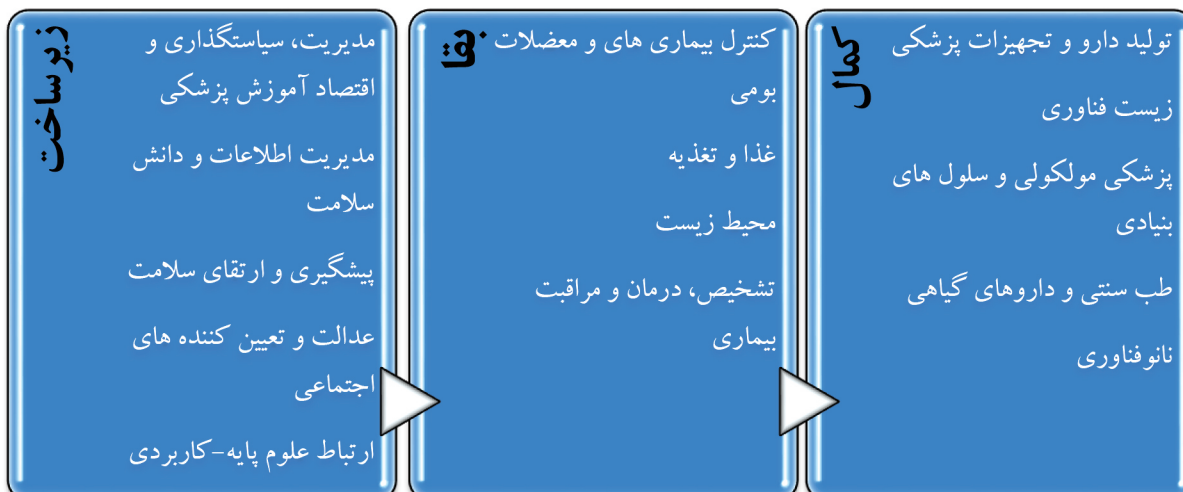 زیرساخت
مدیریت، سیاستگذاری و
اقتصاد آموزش پزشکی
مدیریت اطلاعات و دانش
سلامت
پیشگیری و ارتقای سلامت
عدالت و تعیین کننده های
اجتماعی
ارتباط علوم پایه-کاربردی
بقا
کنترل بیماری های و معضلات
بومی
غذا و تغذیه
محیط زیست
تشخیص، درمان و مراقبت
بیماری
کمال
تولید دارو و تجهیزات پزشکی
زیست فناوری
پزشکی مولکولی و سلول های
بنیادی
طب سنتی و داروهای گیاهی
نانوفناوری